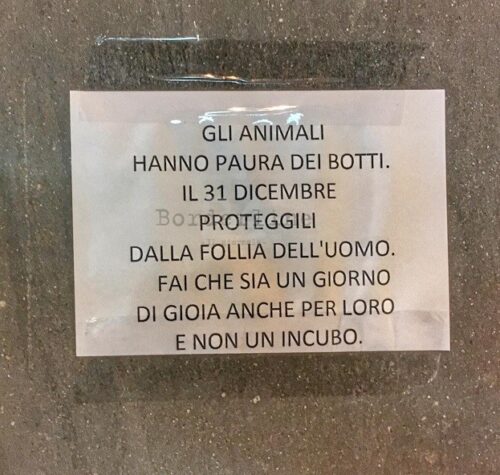 GLI ANIMALI
HANNO PAURA DEI BOTTI.
IL 31 DICEMBRE
PROTEGGILI
DALLA FOLLIA DELL'UOMO.
FAI CHE SIA UN GIORNO
DI GIOIA ANCHE PER LORO
E NON UN INCUBO.